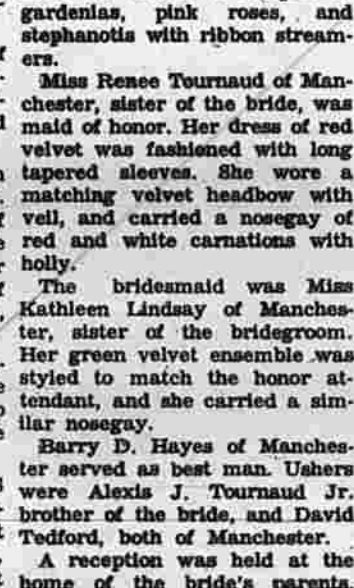 gardenias, pink roses, and
stephanotis with ribbon stream-
ers.
Miss Renee Tournaud of Man-
chester, sister of the bride, was
maid of honor. Her dress of red
velvet was fashioned with long
tapered sleeves. She wore a
matching velvet headbow with
veil, and carried a nosegay of
red and white carnations with
holly.
The bridesmaid was Miss
Kathleen Lindsay of Manches-
ter, sister of the bridegroom.
Her green velvet ensemble was
styled to match the honor at-
tendant, and she carried a sim-
ilar nosegay.
Barry D. Hayes of Manches-
ter served as best man. Ushers
were Alexis J. Tournaud Jr.
brother of the bride, and David
Tedford, both of Manchester.
A reception was held at the
home of the bride's parents.